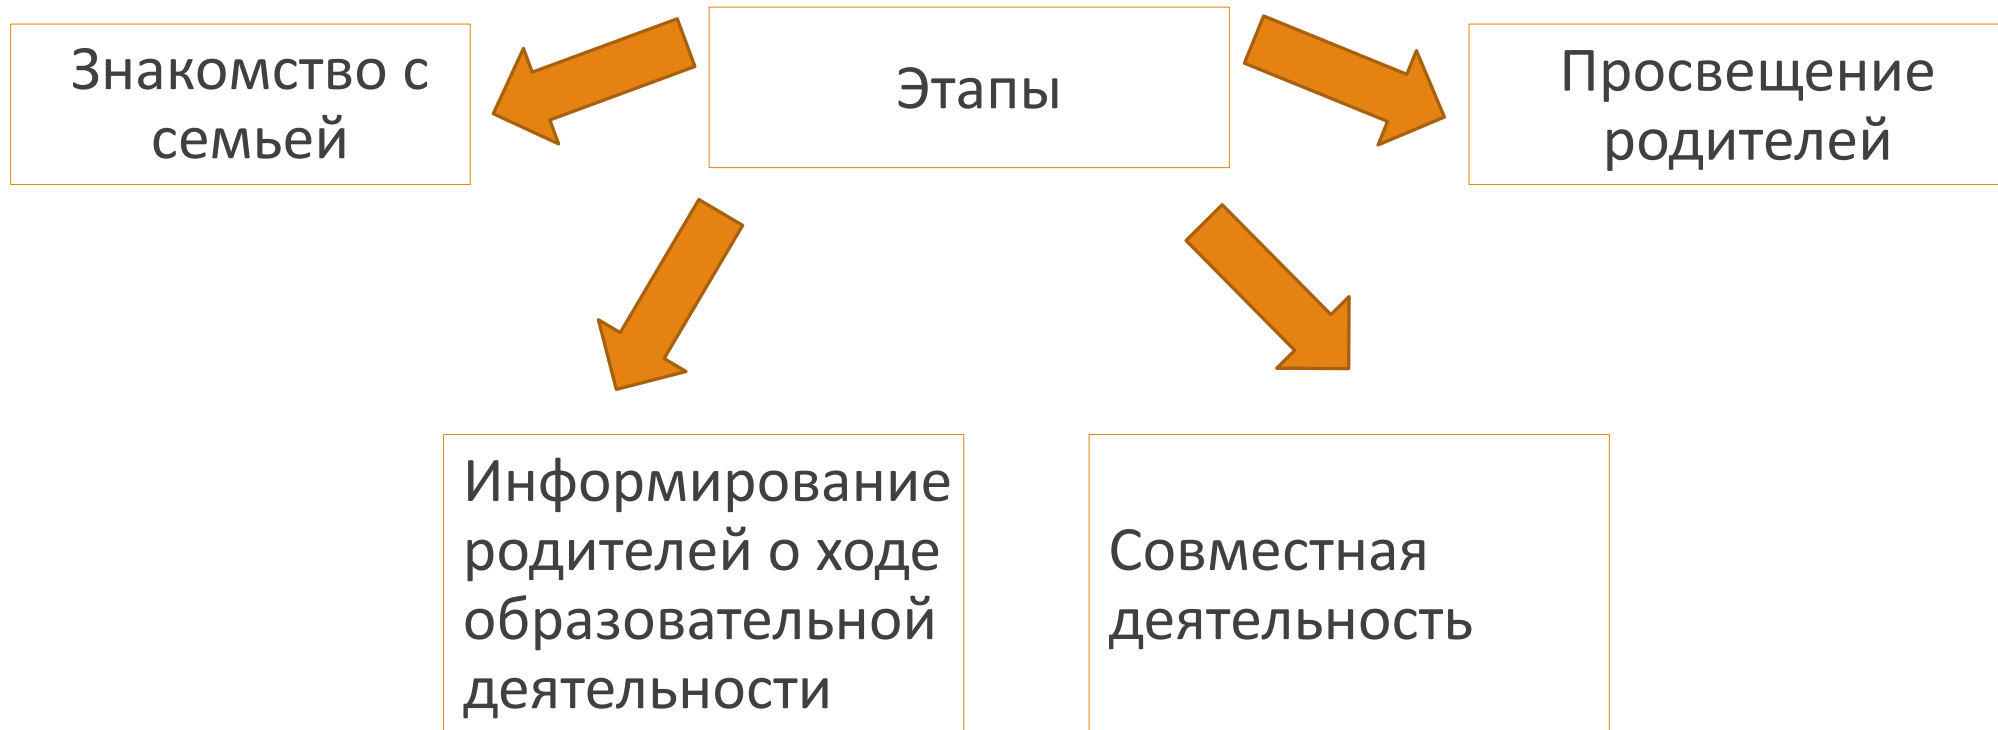 Знакомство с
семьей
Этапы
Просвещение
родителей
Информирование
родителей о ходе
образовательной
деятельности
Совместная
деятельность